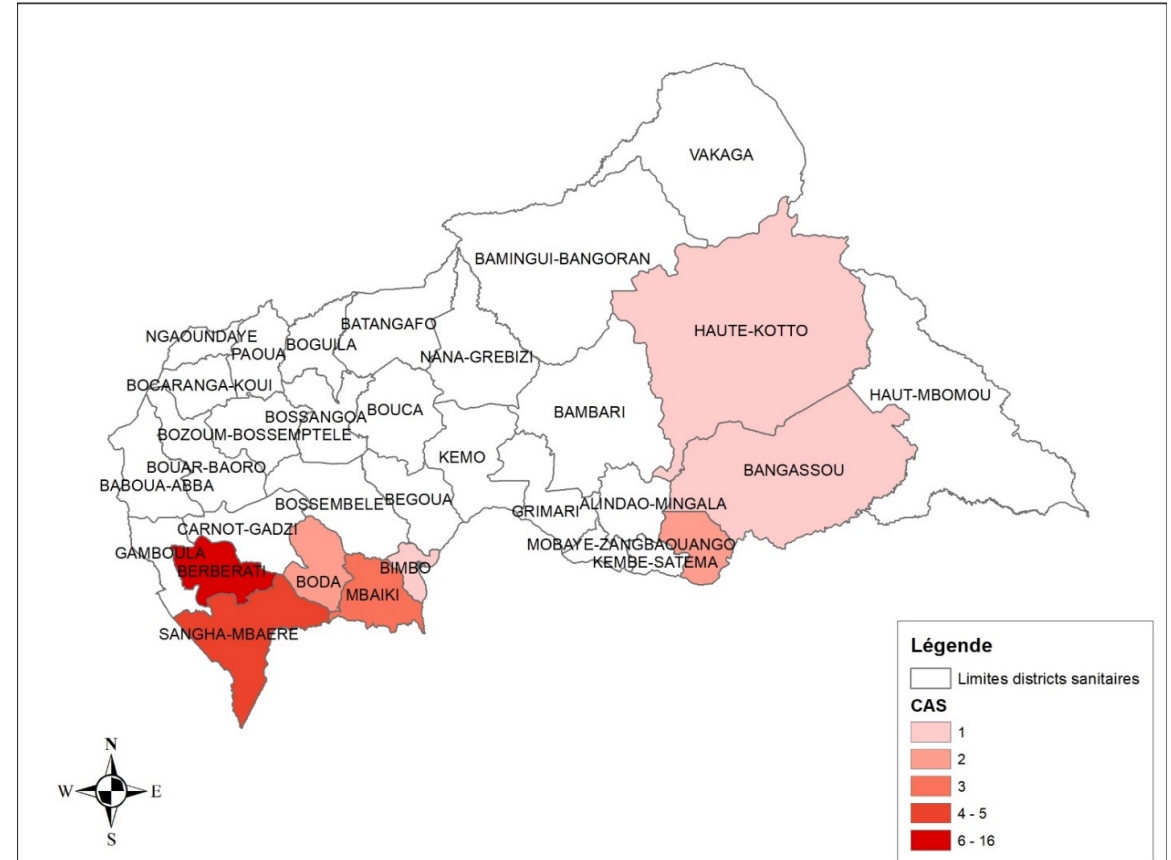 VAKAGA
BAMINGUI-BANGORAN
HAUTE-KOTTO
BATANGAFO
NGAOUNDAYE
BOGUILA
PAOUA
NANA-GREBIZI
BOCARANGA-KOUI
HAUT-MBOMOU
BOUCA
BAMBARI
BOSSANGOA
BOZOUM-BOSSEMPTELE
KEMO
BOUAR-BAORO
BANGASSOU
BABOUA-ABBA
BOSSEMBELE
BEGOUA
ALINDAO-MINGALA
GRIMARI
CARNOT-GADZI
MOBAYE-ZANGBA
OUANGO
GAMBOULA
KEMBE-SATEMA
BERBERATI
BIMBO
BODA
MBAIKI
SANGHA-MBAERE
Légende
Limites districts sanitaires
CAS
1
2
3
4 - 5
6 - 16
N
W
E
S